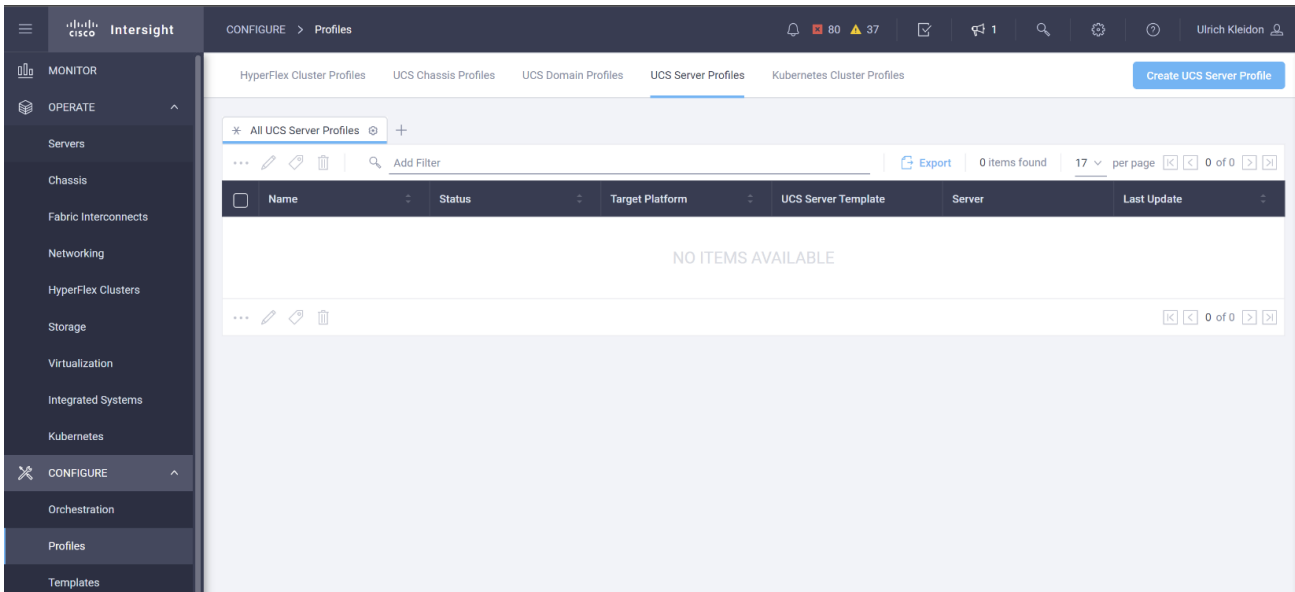 cisco Intersight
CONFIGURE > Profiles
80 37
1
Ulrich Kleidon
MONITOR
OPERATE
Servers
Chassis
Fabric Interconnects
Networking
HyperFlex Clusters
Storage
Virtualization
Integrated Systems
Kubernetes
CONFIGURE
Orchestration
Profiles
Templates
HyperFlex Cluster Profiles UCS Chassis Profiles UCS Domain Profiles UCS Server Profiles Kubernetes Cluster Profiles
Create UCS Server Profile
All UCS Server Profiles
Add Filter
Export 0 items found 17 per page 0 of 0
Name Status Target Platform UCS Server Template Server Last Update
NO ITEMS AVAILABLE
0 of 0